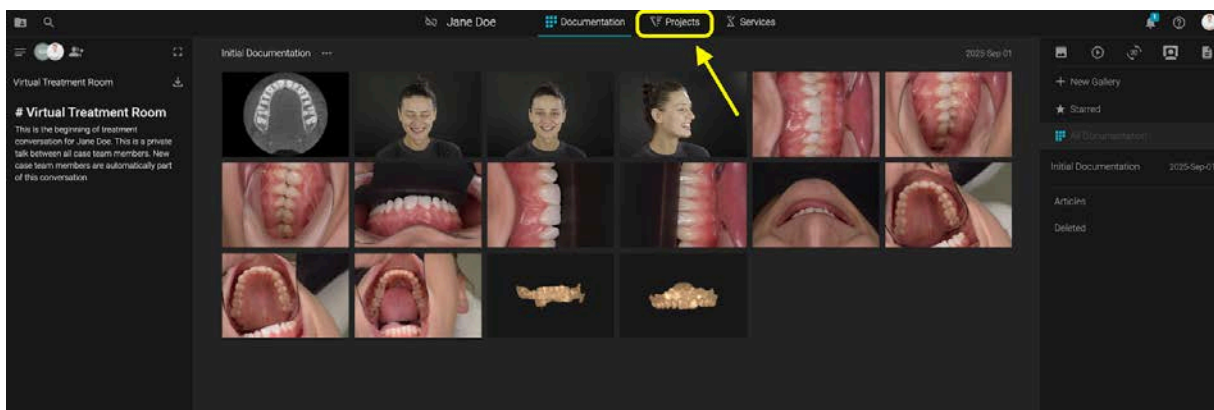 Jane Doe
Documentation
Projects
Services
1
Virtual Treatment Room
# Virtual Treatment Room
This is the beginning of treatment
conversation for Jane Doe. This is a private
talk between all case team members. New
case team members are automatically part
of this conversation
Initial Documentation ...
2025-Sep-01
+ New Gallery
Starred
All Documentation
Initial Documentation 2025-Sep-01
Articles
Deleted